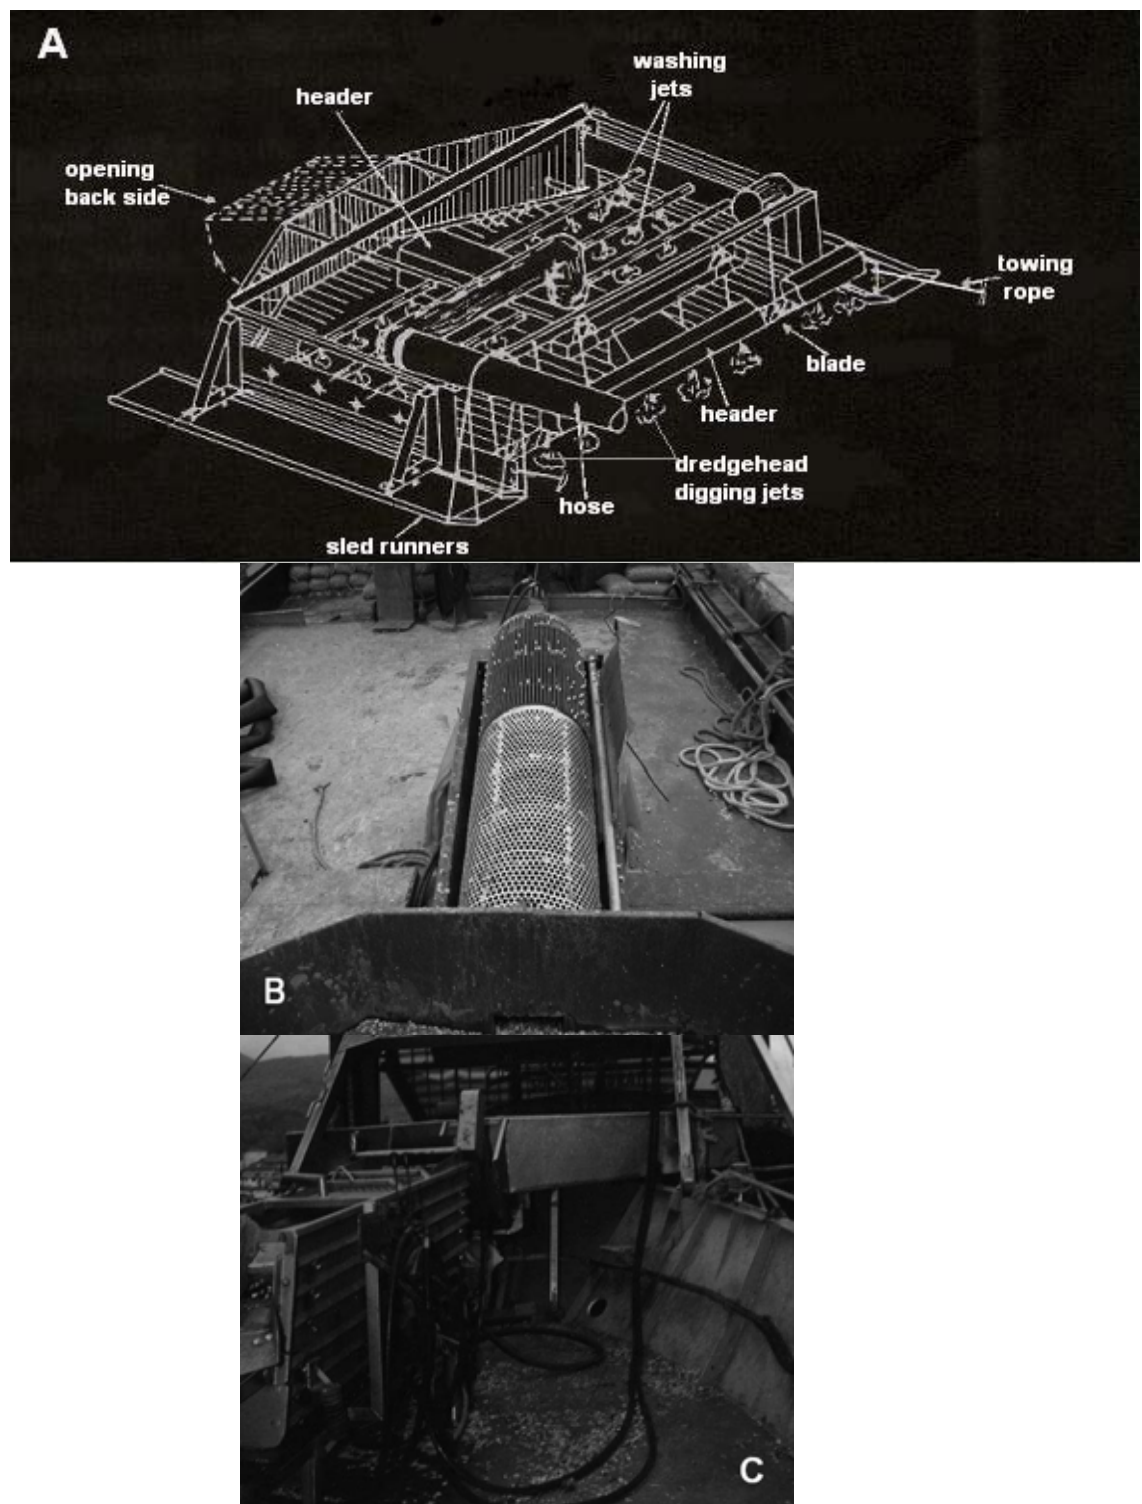 A
washing
jets
header
opening
back side
towing
rope
blade
header
dredgehead
digging jets
hose
sled runners
B
C